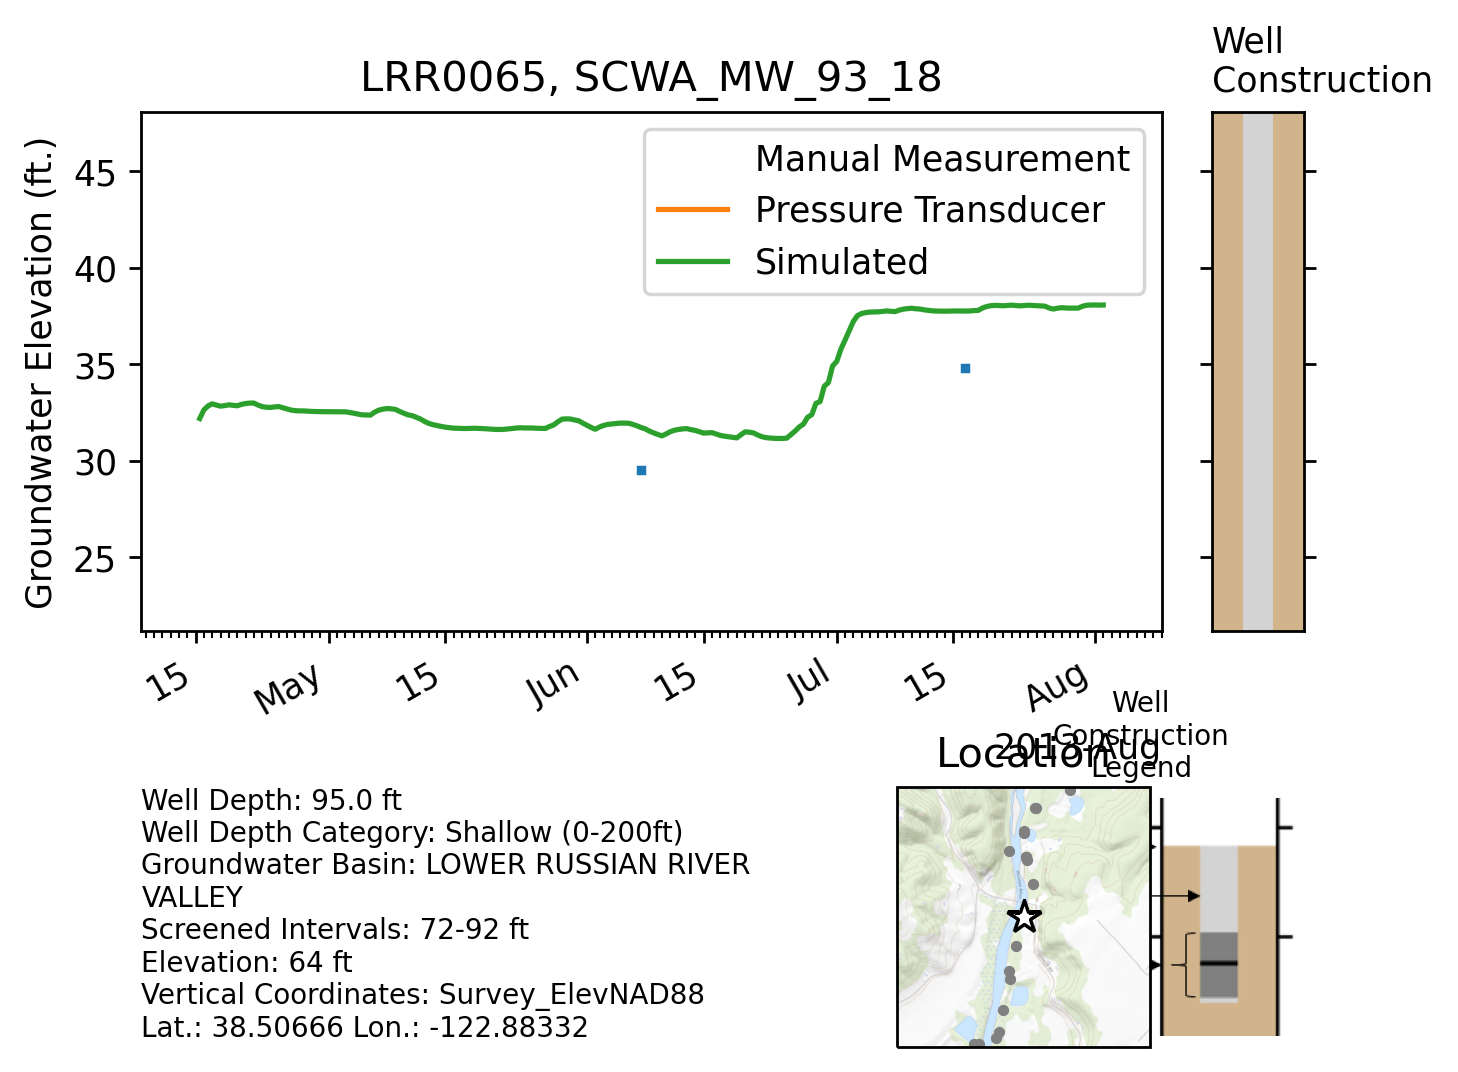 Well
Construction
LRR0065, SCWA_MW_93_18
Groundwater Elevation (ft.)
45
40
35
30
25
Manual Measurement
Pressure Transducer
Simulated
15
May
15
Jun
15
Jul
15
Aug
2013-Aug
Location
Well
Construction
Legend
Well Depth: 95.0 ft
Well Depth Category: Shallow (0-200ft)
Groundwater Basin: LOWER RUSSIAN RIVER
VALLEY
Screened Intervals: 72-92 ft
Elevation: 64 ft
Vertical Coordinates: Survey_ElevNAD88
Lat.: 38.50666 Lon.: -122.88332